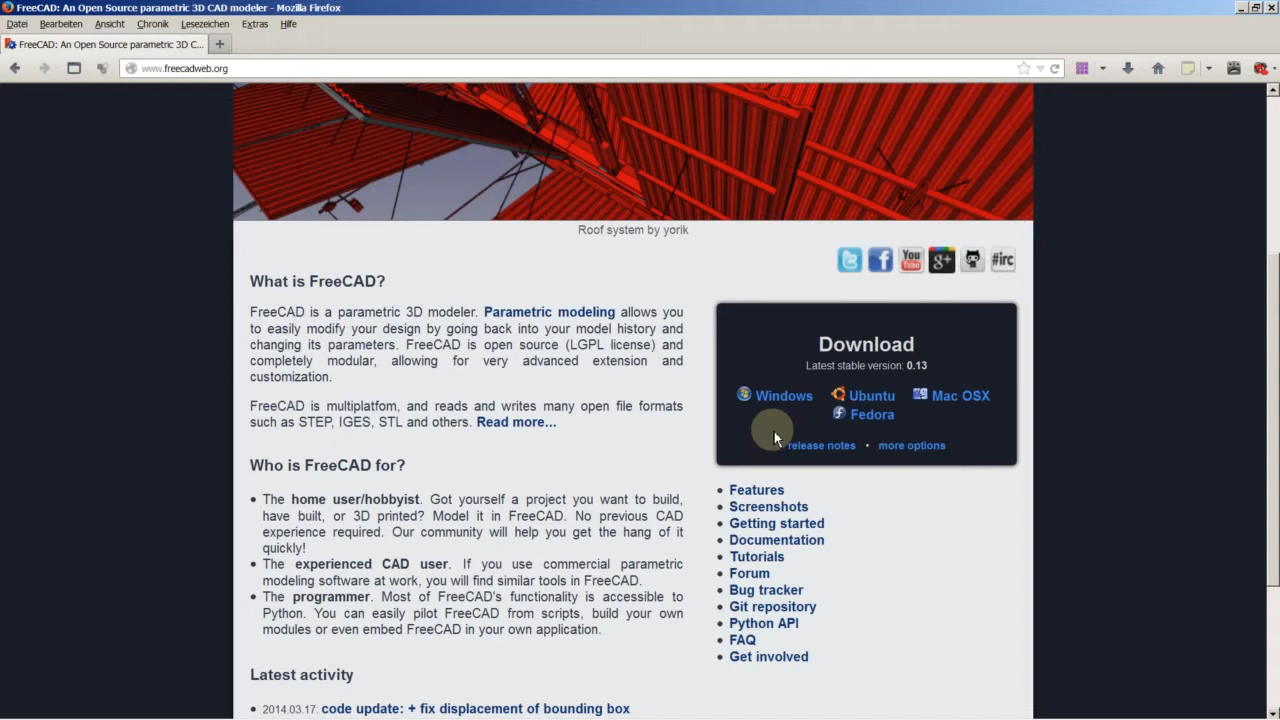 FreeCAD: An Open Source parametric 3D CAD modeler - Mozilla Firefox
Datei Bearbeiten Ansicht Chronik Lesezeichen Extras Hilfe
FreeCAD: An Open Source parametric 3D C...
www.freecadweb.org
Roof system by yorik
You Tube g+ #irc
What is FreeCAD?
FreeCAD is a parametric 3D modeler. Parametric modeling allows you
to easily modify your design by going back into your model history and
changing its parameters. FreeCAD is open source (LGPL license) and
completely modular, allowing for very advanced extension and
customization.
FreeCAD is multiplatfom, and reads and writes many open file formats
such as STEP, IGES, STL and others. Read more...
Who is FreeCAD for?
The home user/hobbyist. Got yourself a project you want to build,
have built, or 3D printed? Model it in FreeCAD. No previous CAD
experience required. Our community will help you get the hang of it
quickly!
The experienced CAD user. If you use commercial parametric
modeling software at work, you will find similar tools in FreeCAD.
The programmer. Most of FreeCAD's functionality is accessible to
Python. You can easily pilot FreeCAD from scripts, build your own
modules or even embed FreeCAD in your own application.
Latest activity
2014.03.17: code update: + fix displacement of bounding box
Download
Latest stable version: 0.13
Windows Ubuntu Mac OSX
Fedora
release notes • more options
Features
Screenshots
Getting started
Documentation
Tutorials
Forum
Bug tracker
Git repository
Python API
FAQ
Get involved